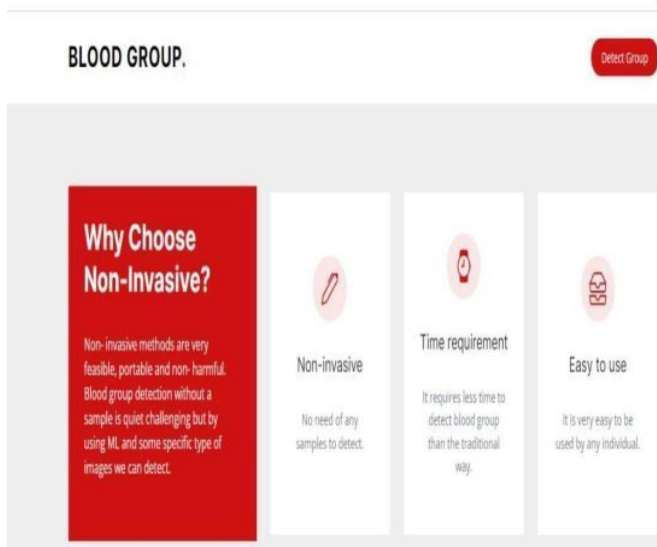 BLOOD GROUP.
Detect Group
Why Choose
Non-Invasive?
Non- invasive methods are very
feasible, portable and non- harmful.
Blood group detection without a
sample is quiet challenging but by
using ML and some specific type of
images we can detect.
Non-invasive
No need of any
samples to detect.
Time requirement
It requires less time to
detect blood group
than the traditional
way.
Easy to use
It is very easy to be
used by any individual.